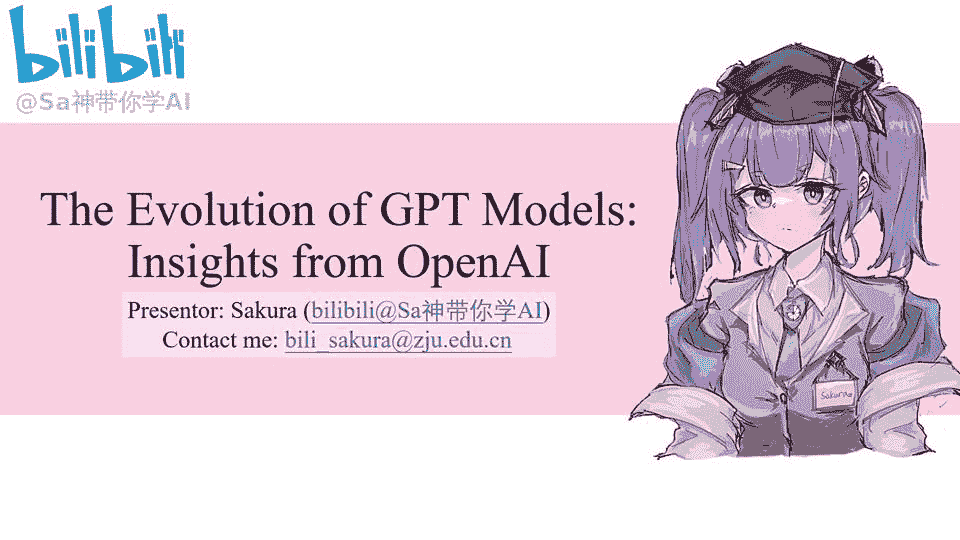 bilibili
@Sa神带你学AI
The Evolution of GPT Models:
Insights from OpenAI
Presentor: Sakura (bilibili@Sa神带你学AI)
Contact me: bili_sakura@zju.edu.cn
Sakura